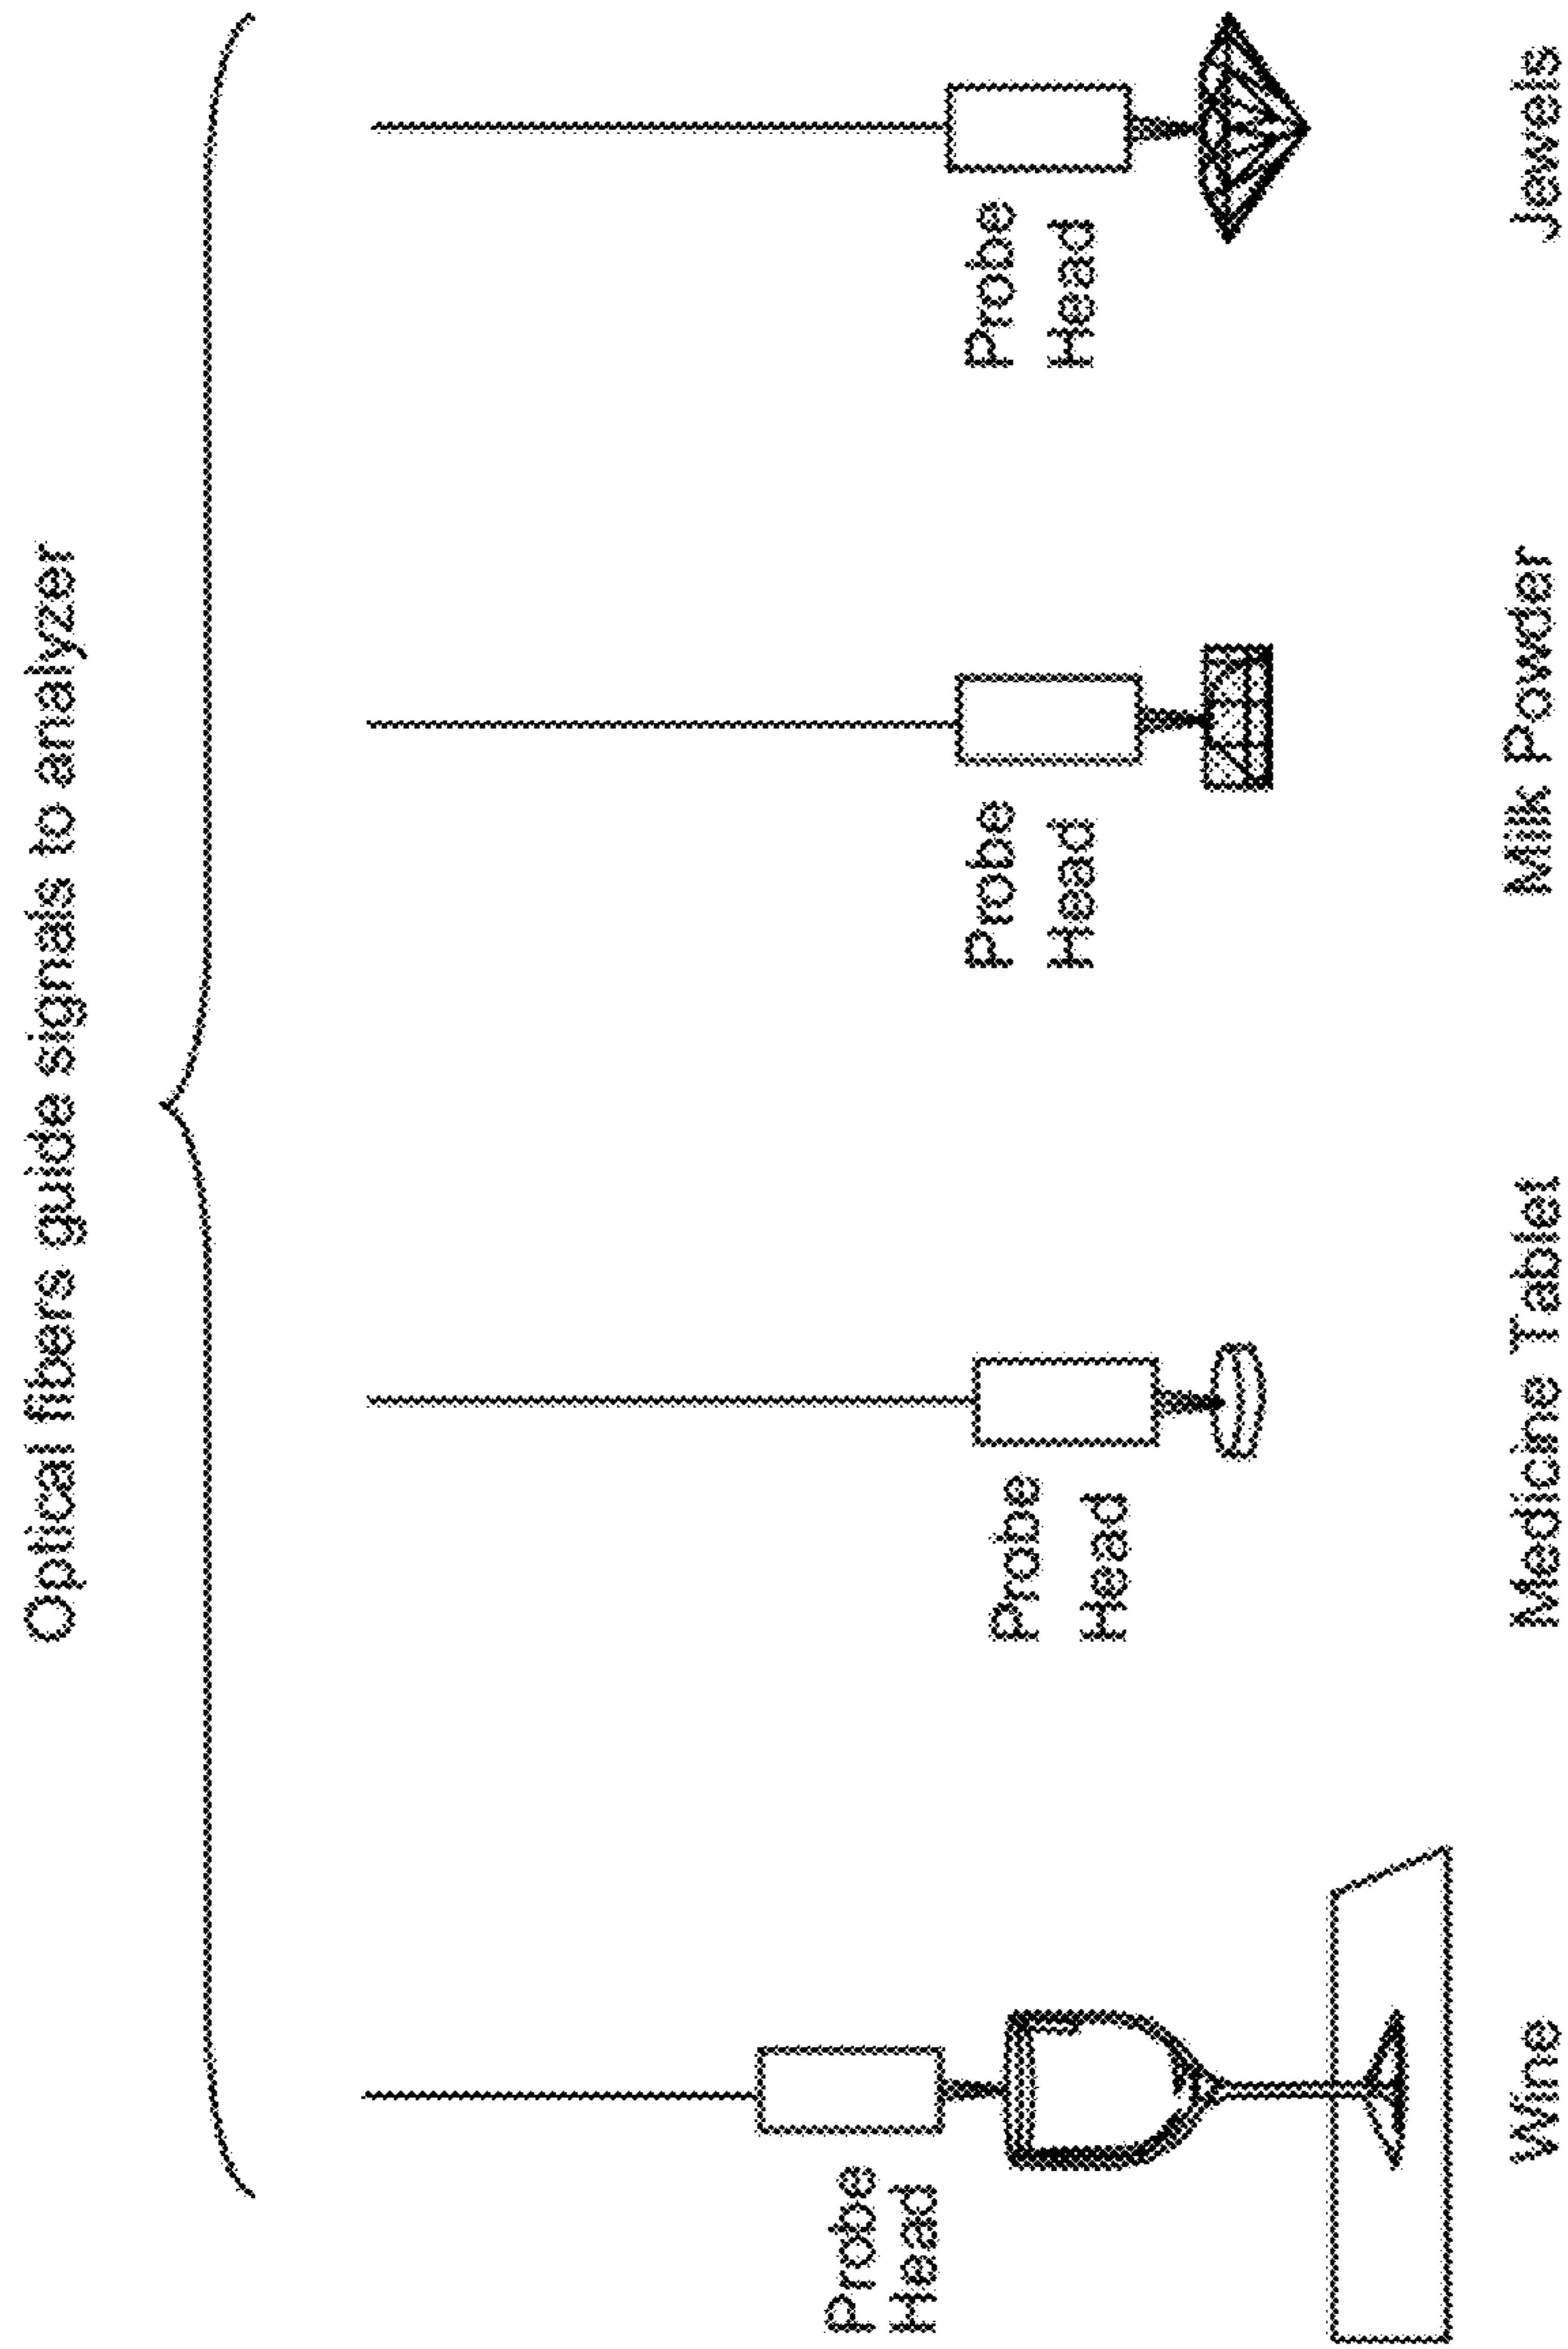 Optical fibers guide signals to analyzer
Probe
Head
Probe
Head
Probe
Head
Probe
Head
Wine
Medicine Tablet
Milk Powder
Jewels